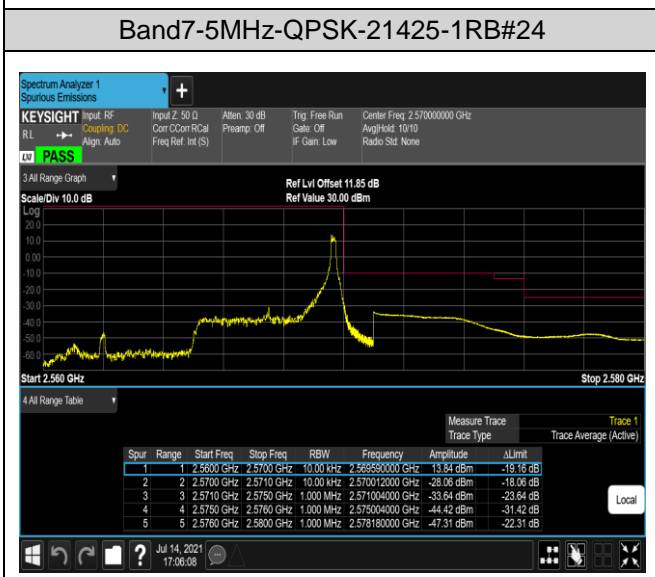 Band7-5MHz-QPSK-21425-1RB#24
Spectrum Analyzer 1
Spurious Emissions
+
KEYSIGHT Input: RF Input Z: 50 Ω Atten: 30 dB Trig: Free Run Center Freq: 2.570000000 GHz
RL Coupling: DC Corr CCorr RCal Preamp: Off Gate: Off Avg|Hold: 10/10
Align: Auto Freq Ref: Int (S) IF Gain: Low Radio Std: None
LXI PASS
3 All Range Graph
Ref Lvl Offset 11.85 dB
Scale/Div 10.0 dB Ref Value 30.00 dBm
Log
20.0
10.0
0.00
-10.0
-20.0
-30.0
-40.0
-50.0
-60.0
Start 2.560 GHz Stop 2.580 GHz
4 All Range Table
Measure Trace Trace 1
Trace Type Trace Average (Active)
Spur Range Start Freq Stop Freq RBW Frequency Amplitude ΔLimit
1 1 2.5600 GHz 2.5700 GHz 10.00 kHz 2.569590000 GHz 13.84 dBm -19.16 dB
2 2 2.5700 GHz 2.5710 GHz 10.00 kHz 2.570012000 GHz -28.06 dBm -18.06 dB
3 3 2.5710 GHz 2.5750 GHz 1.000 MHz 2.571004000 GHz -33.64 dBm -23.64 dB
4 4 2.5750 GHz 2.5760 GHz 1.000 MHz 2.575004000 GHz -44.42 dBm -31.42 dB
5 5 2.5760 GHz 2.5800 GHz 1.000 MHz 2.578180000 GHz -47.31 dBm -22.31 dB
Local
? Jul 14, 2021
17:06:08